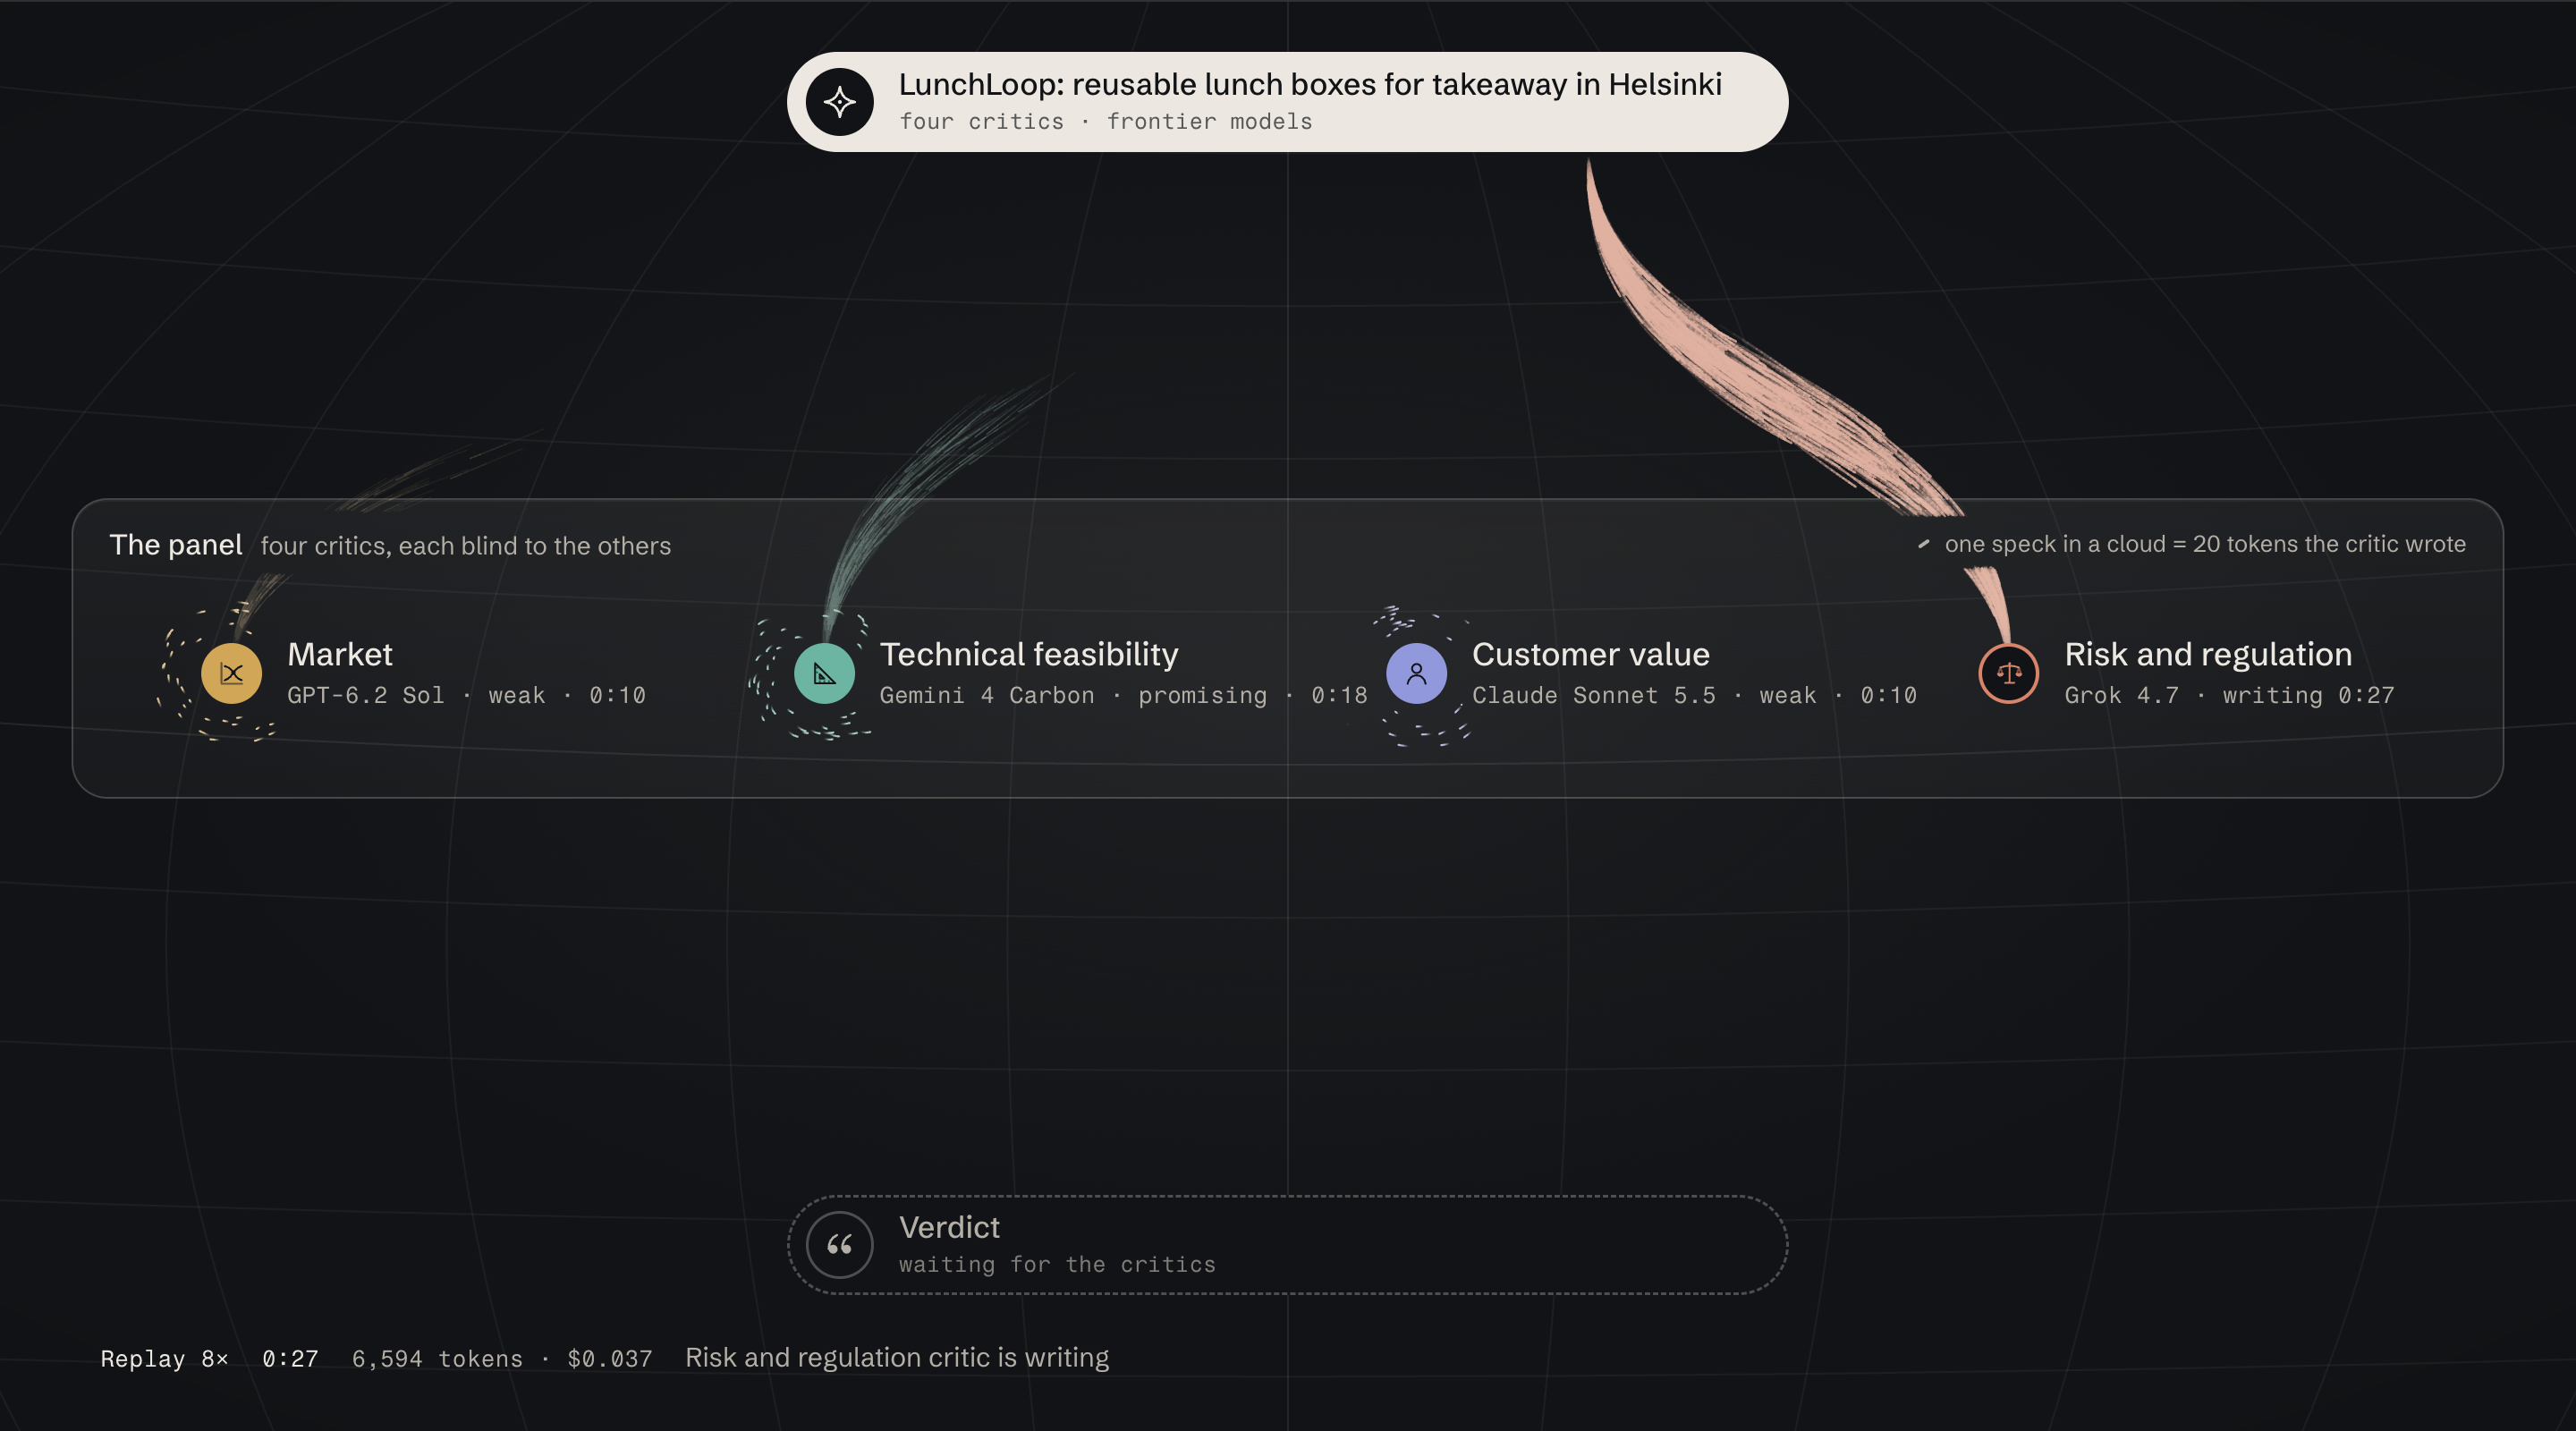 LunchLoop: reusable lunch boxes for takeaway in Helsinki
four critics · frontier models
The panel four critics, each blind to the others
one speck in a cloud = 20 tokens the critic wrote
Market
GPT-6.2 Sol · weak · 0:10
Technical feasibility
Gemini 4 Carbon · promising · 0:18
Customer value
Claude Sonnet 5.5 · weak · 0:10
Risk and regulation
Grok 4.7 · writing 0:27
Verdict
waiting for the critics
Replay 8× 0:27 6,594 tokens · $0.037 Risk and regulation critic is writing